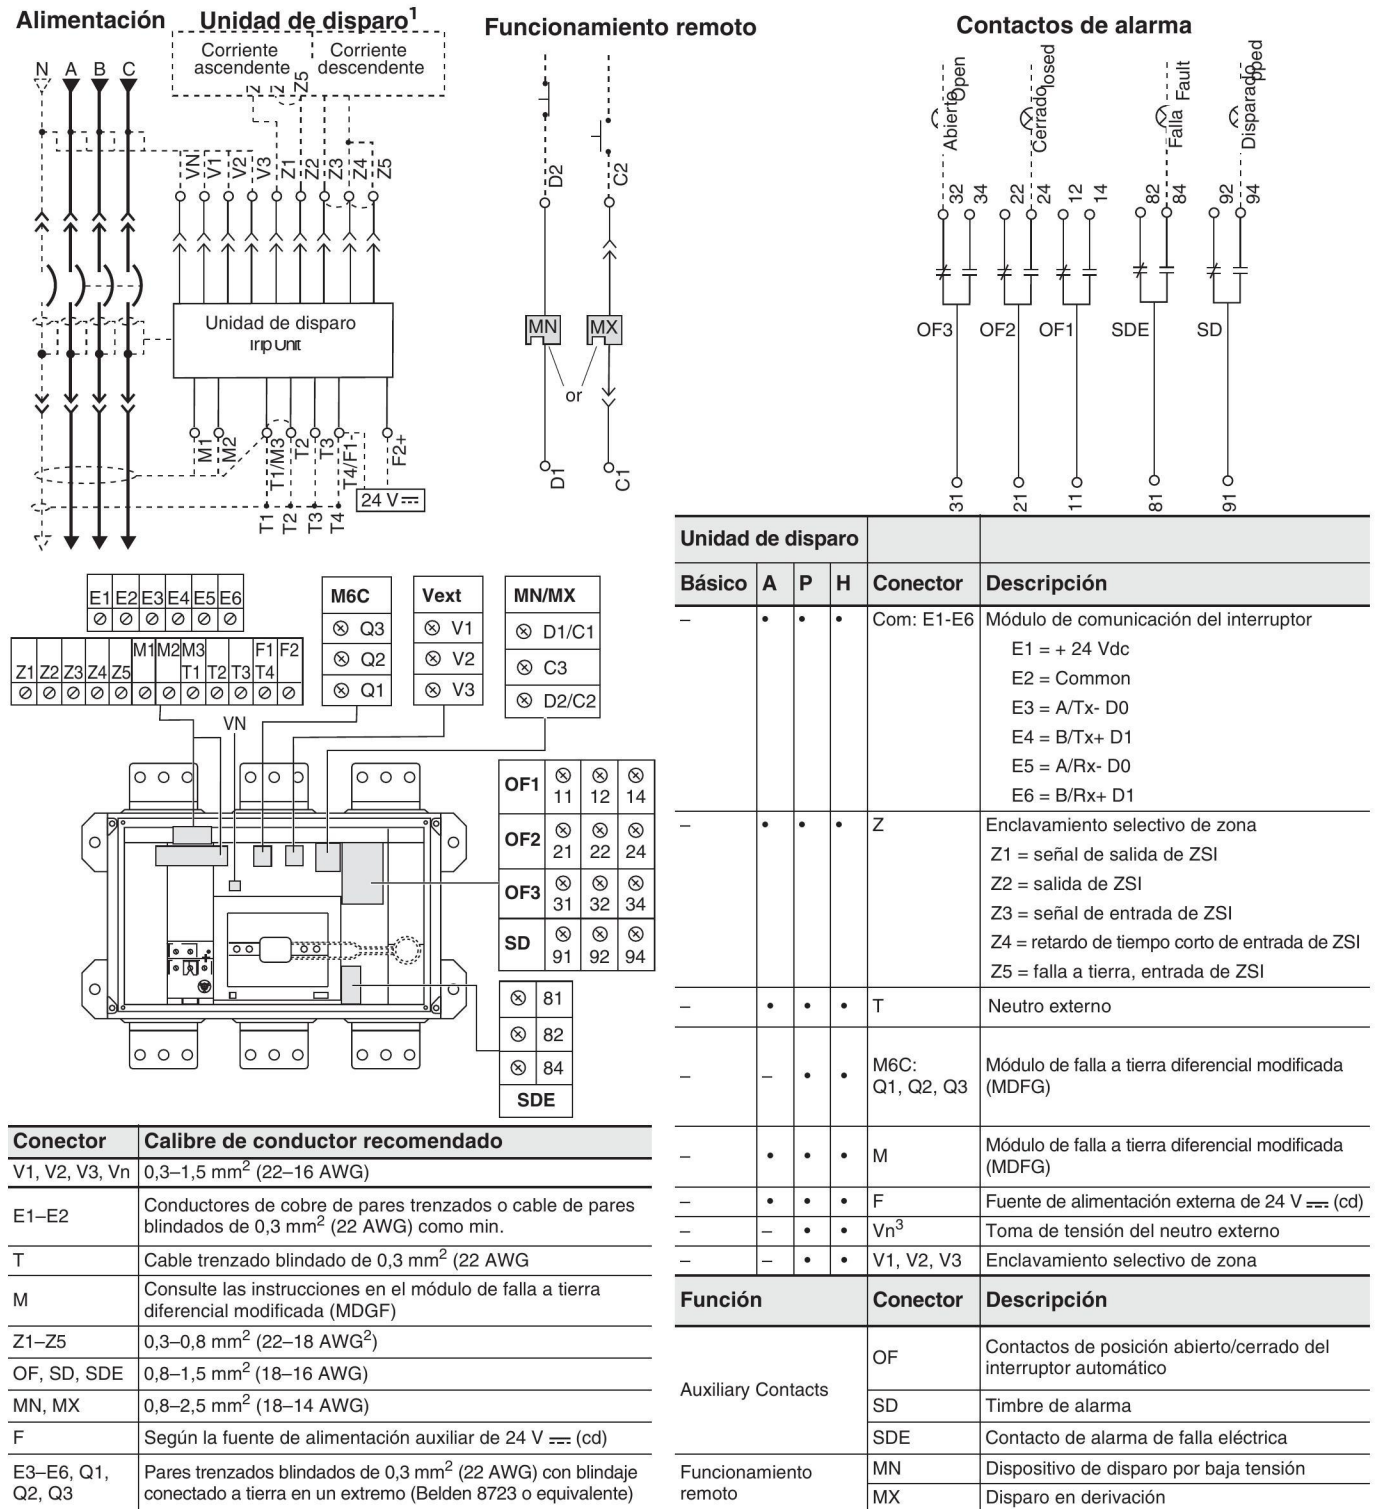 Alimentación
Unidad de disparo1
Funcionamiento remoto
Contactos de alarma
Corriente ascendente
Corriente descendente
N A B C
Z5
VN V1 V2 V3 Z1 Z2 Z3 Z4 Z5
Unidad de disparo
Trip Unit
M1 M2 T1/M3 T2 T3 T4/F1- F2+
24 V
T1 T2 T3 T4
D2 C2
MN MX
or
D1 C1
Abierto Open
Cerrado losed
Falla Fault
Disparado pped
32 34 22 24 12 14 82 84 92 94
OF3 OF2 OF1 SDE SD
31 21 11 81 91
E1 E2 E3 E4 E5 E6
M1 M2 M3 F1 F2
Z1 Z2 Z3 Z4 Z5 T1 T2 T3 T4
M6C
Q3
Q2
Q1
Vext
V1
V2
V3
MN/MX
D1/C1
C3
D2/C2
VN
OF1 11 12 14
OF2 21 22 24
OF3 31 32 34
SD 91 92 94
81
82
84
SDE
Conector Calibre de conductor recomendado
V1, V2, V3, Vn 0,3–1,5 mm2 (22–16 AWG)
E1–E2 Conductores de cobre de pares trenzados o cable de pares
blindados de 0,3 mm2 (22 AWG) como min.
T Cable trenzado blindado de 0,3 mm2 (22 AWG
M Consulte las instrucciones en el módulo de falla a tierra
diferencial modificada (MDGF)
Z1–Z5 0,3–0,8 mm2 (22–18 AWG2)
OF, SD, SDE 0,8–1,5 mm2 (18–16 AWG)
MN, MX 0,8–2,5 mm2 (18–14 AWG)
F Según la fuente de alimentación auxiliar de 24 V (cd)
E3–E6, Q1, Q2, Q3 Pares trenzados blindados de 0,3 mm2 (22 AWG) con blindaje
conectado a tierra en un extremo (Belden 8723 o equivalente)
Unidad de disparo
Básico A P H Conector Descripción
– • • • Com: E1-E6 Módulo de comunicación del interruptor
E1 = + 24 Vdc
E2 = Common
E3 = A/Tx- D0
E4 = B/Tx+ D1
E5 = A/Rx- D0
E6 = B/Rx+ D1
– • • • Z Enclavamiento selectivo de zona
Z1 = señal de salida de ZSI
Z2 = salida de ZSI
Z3 = señal de entrada de ZSI
Z4 = retardo de tiempo corto de entrada de ZSI
Z5 = falla a tierra, entrada de ZSI
– • • • T Neutro externo
– – • • M6C: Q1, Q2, Q3 Módulo de falla a tierra diferencial modificada
(MDFG)
– • • • M Módulo de falla a tierra diferencial modificada
(MDFG)
– • • • F Fuente de alimentación externa de 24 V (cd)
– – • • Vn3 Toma de tensión del neutro externo
– – • • V1, V2, V3 Enclavamiento selectivo de zona
Función Conector Descripción
Auxiliary Contacts
OF Contactos de posición abierto/cerrado del
interruptor automático
SD Timbre de alarma
SDE Contacto de alarma de falla eléctrica
Funcionamiento remoto
MN Dispositivo de disparo por baja tensión
MX Disparo en derivación